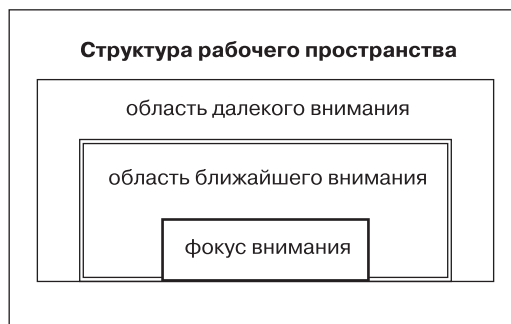 Структура рабочего пространства
область далекого внимания
область ближайшего внимания
фокус внимания